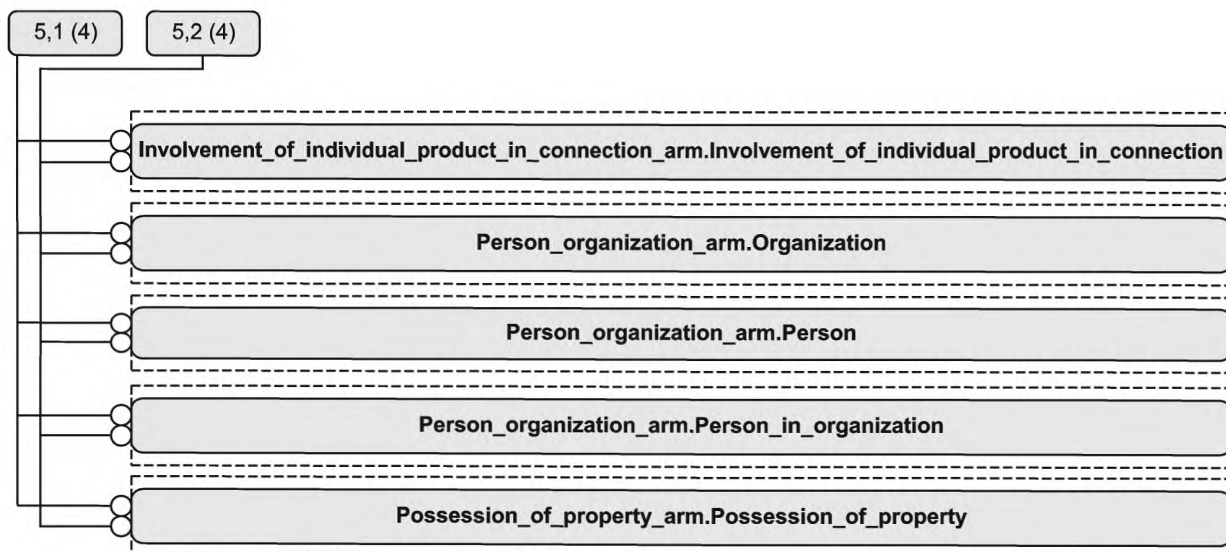 5,1 (4)
5,2 (4)
Involvement_of_individual_product_in_connection_arm.Involvement_of_individual_product_in_connection
Person_organization_arm.Organization
Person_organization_arm.Person
Person_organization_arm.Person_in_organization
Possession_of_property_arm.Possession_of_property